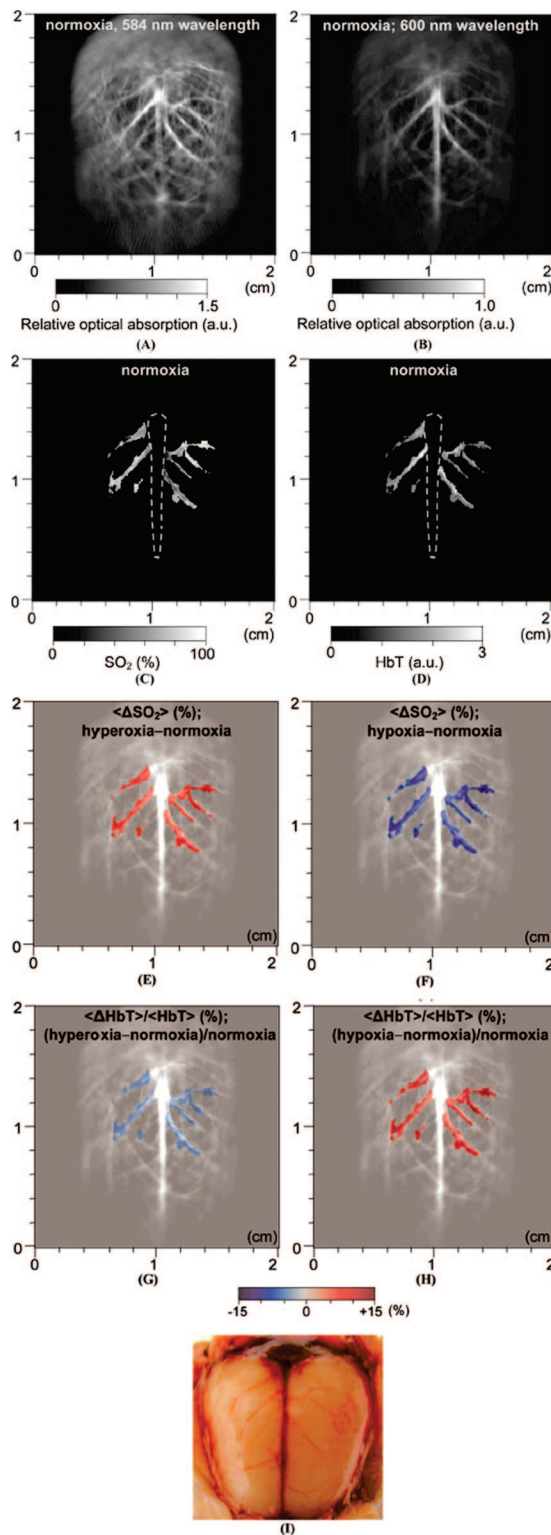 normoxia, 584 nm wavelength
normoxia; 600 nm wavelength
2
1
0
0 1 2
(cm)
0 1 2
(cm)
0 1.5
Relative optical absorption (a.u.)
(A)
0 1.0
Relative optical absorption (a.u.)
(B)
2
1
0
normoxia
0 1 2
(cm)
0 100
SO2 (%)
(C)
2
1
0
normoxia
0 1 2
(cm)
0 3
HbT (a.u.)
(D)
2
1
0
<ΔSO2> (%);
hyperoxia–normoxia
(cm)
0 1 2
(E)
2
1
0
<ΔSO2> (%);
hypoxia–normoxia
(cm)
0 1 2
(F)
2
1
0
<ΔHbT>/<HbT> (%);
(hyperoxia–normoxia)/normoxia
(cm)
0 1 2
(G)
2
1
0
<ΔHbT>/<HbT> (%);
(hypoxia–normoxia)/normoxia
(cm)
0 1 2
(H)
-15 0 +15 (%)
(I)